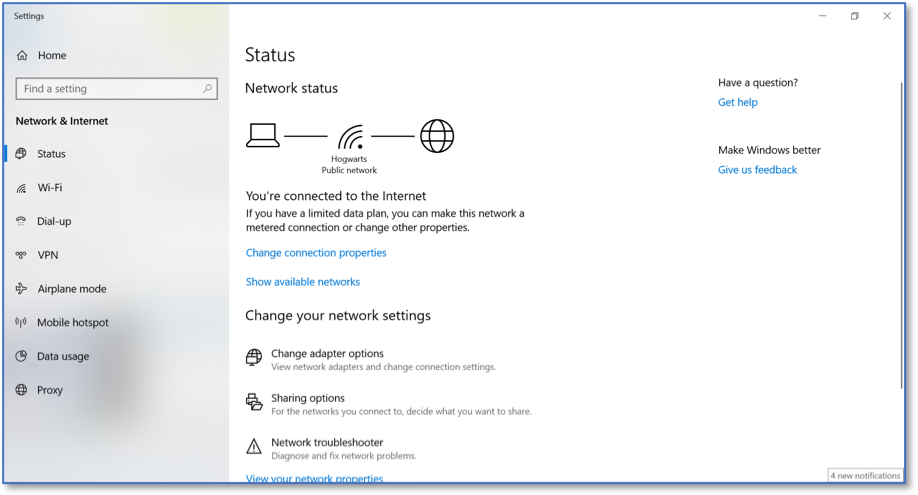 Settings
Home
Find a setting
Network & Internet
Status
Wi-Fi
Dial-up
VPN
Airplane mode
Mobile hotspot
Data usage
Proxy
Status
Network status
Hogwarts
Public network
You're connected to the Internet
If you have a limited data plan, you can make this network a
metered connection or change other properties.
Change connection properties
Show available networks
Change your network settings
Change adapter options
View network adapters and change connection settings.
Sharing options
For the networks you connect to, decide what you want to share.
Network troubleshooter
Diagnose and fix network problems.
View your network properties
Have a question?
Get help
Make Windows better
Give us feedback
4 new notifications